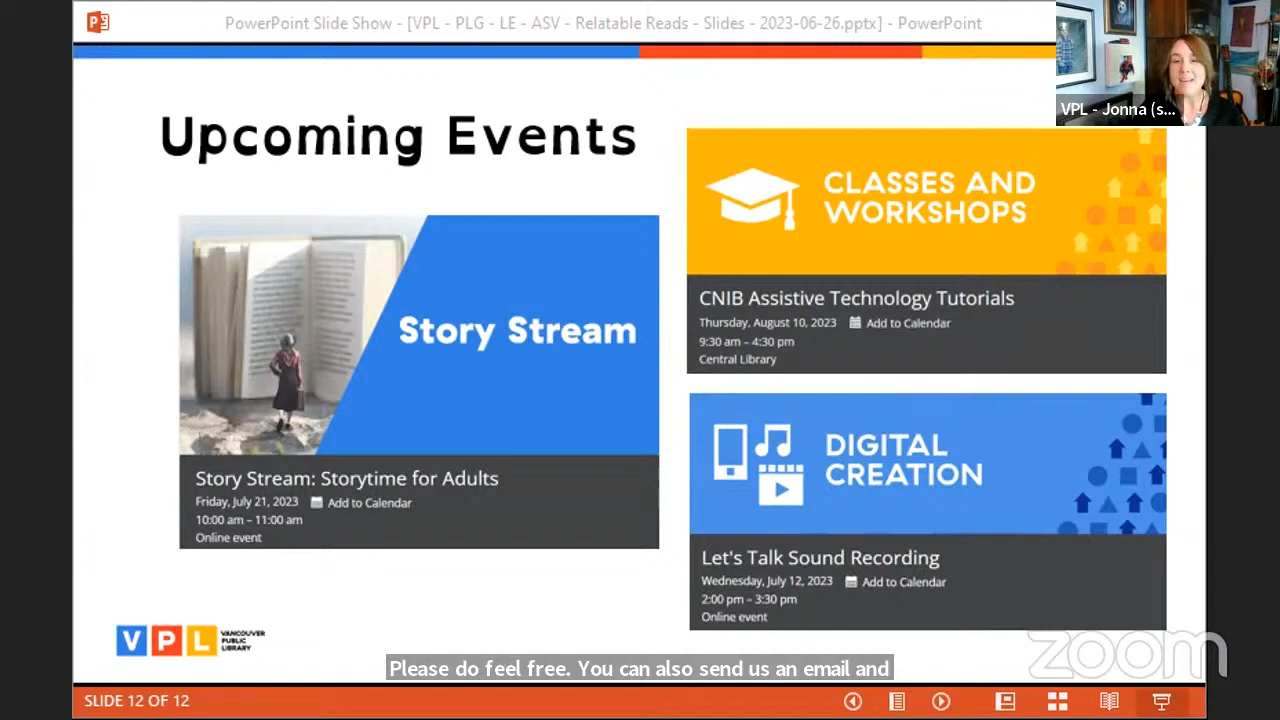 PowerPoint Slide Show - [VPL - PLG - LE - ASV - Relatable Reads - Slides - 2023-06-26.pptx] - PowerPoint
VPL - Jonna (s...
Upcoming Events
Story Stream
Story Stream: Storytime for Adults
Friday, July 21, 2023 Add to Calendar
10:00 am – 11:00 am
Online event
CLASSES AND
WORKSHOPS
CNIB Assistive Technology Tutorials
Thursday, August 10, 2023 Add to Calendar
9:30 am – 4:30 pm
Central Library
DIGITAL
CREATION
Let's Talk Sound Recording
Wednesday, July 12, 2023 Add to Calendar
2:00 pm – 3:30 pm
Online event
VPL
VANCOUVER
PUBLIC
LIBRARY
zoom
Please do feel free. You can also send us an email and
SLIDE 12 OF 12